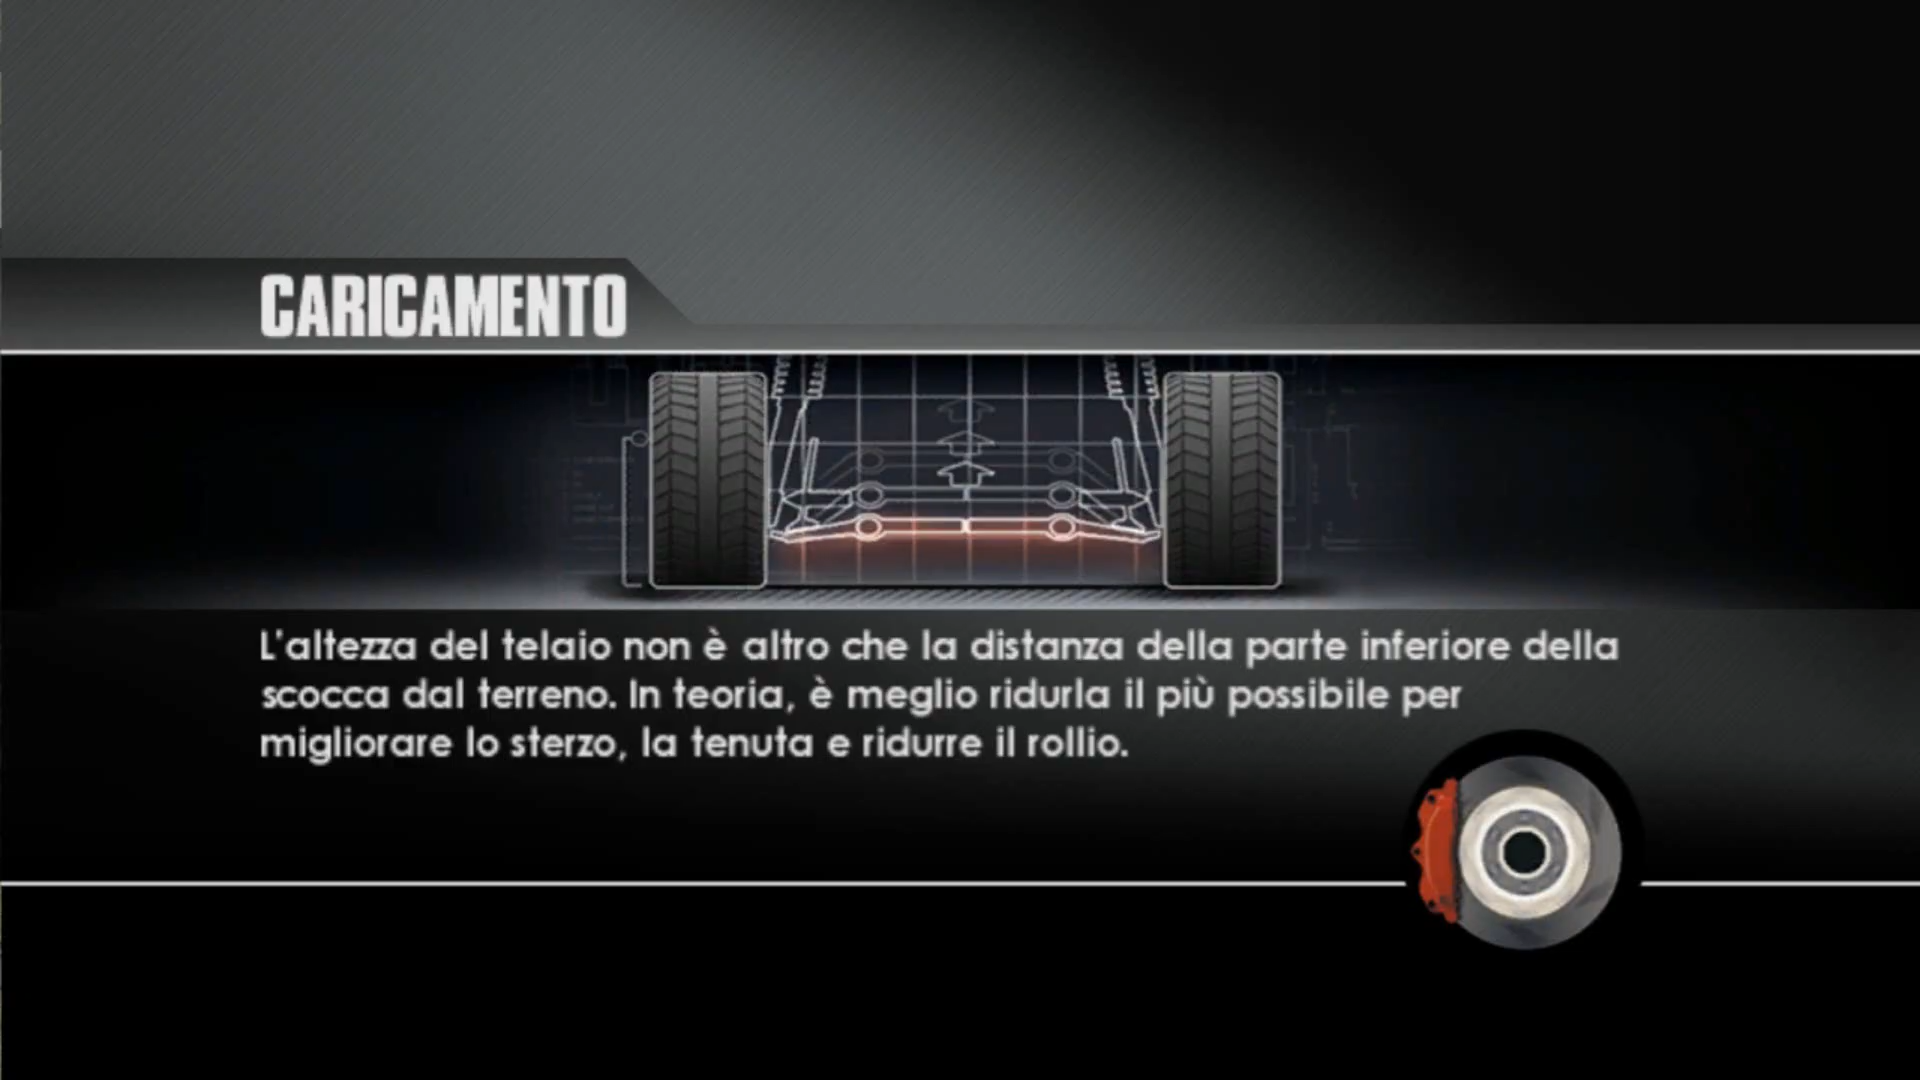 CARICAMENTO
L'altezza del telaio non è altro che la distanza della parte inferiore della
scocca dal terreno. In teoria, è meglio ridurla il più possibile per
migliorare lo sterzo, la tenuta e ridurre il rollio.